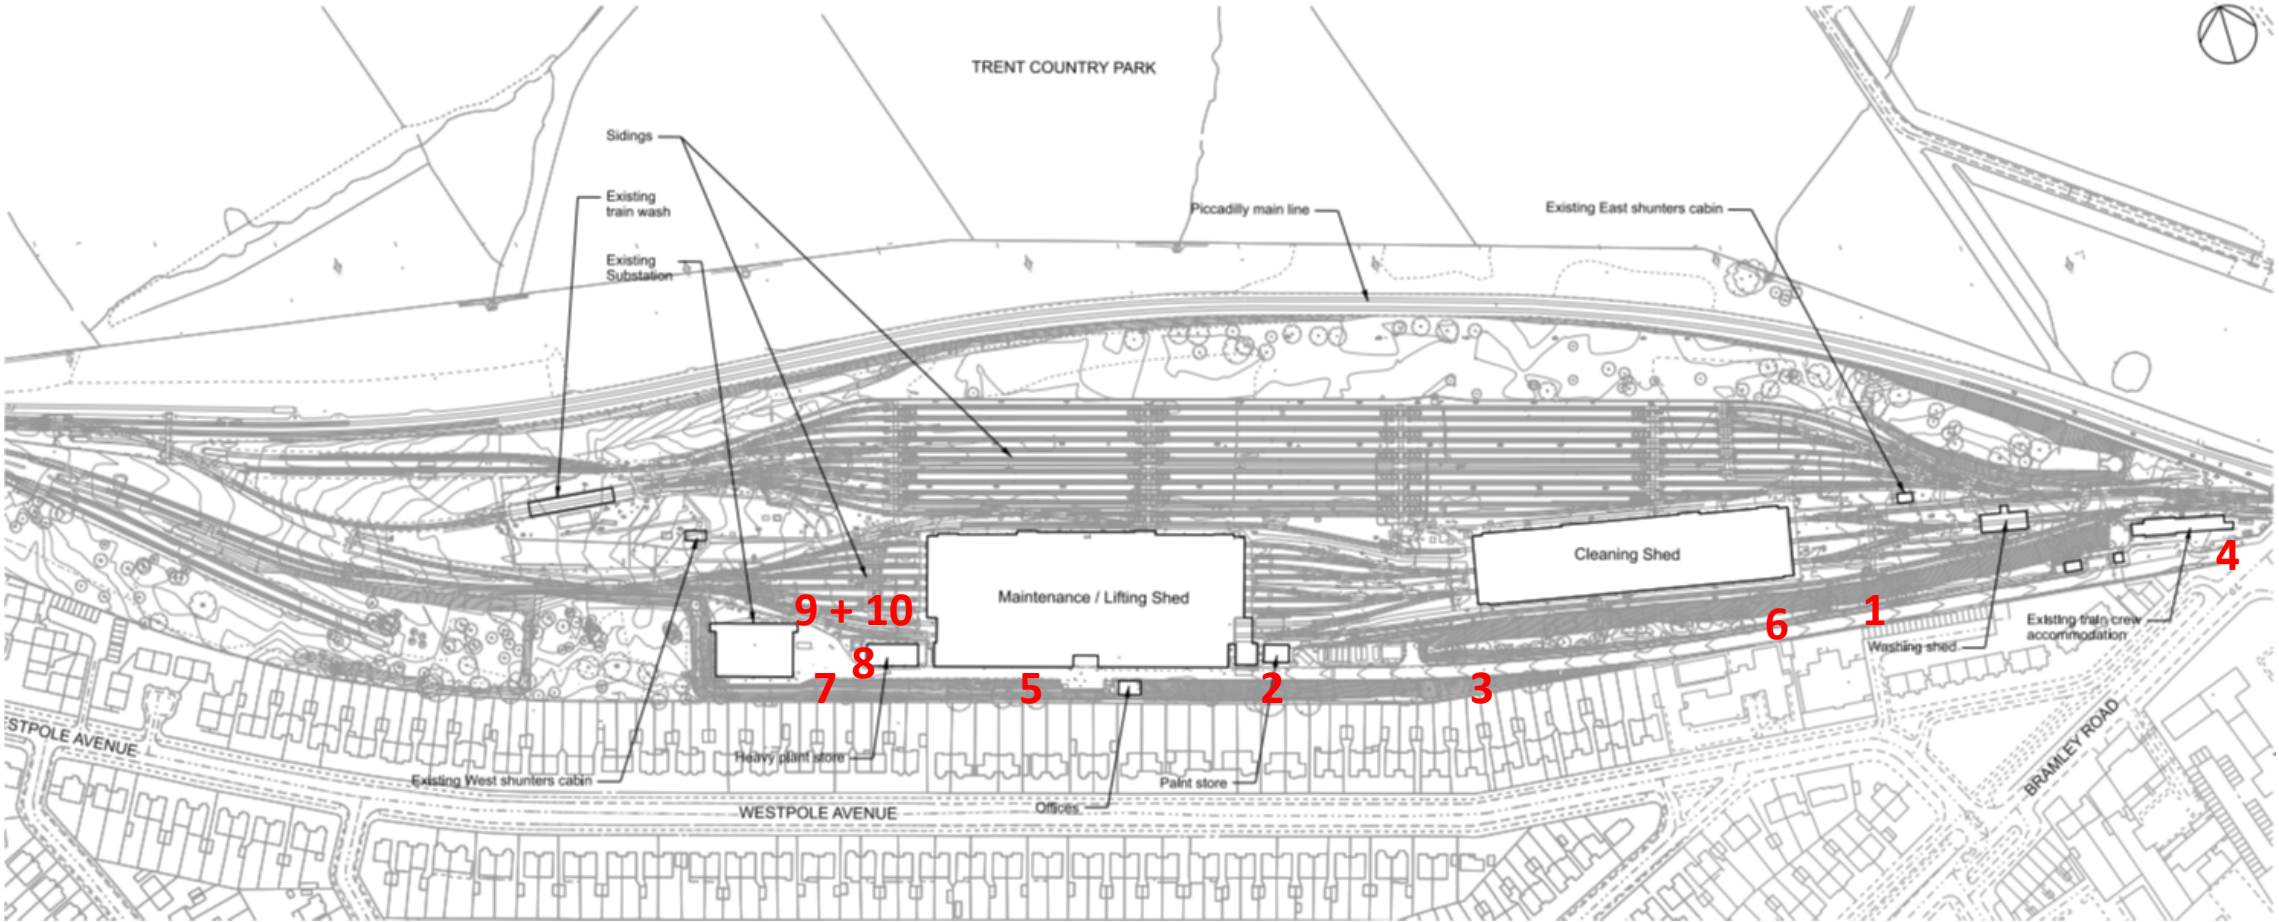 TRENT COUNTRY PARK
Sidings
Existing
train wash
Piccadilly main line
Existing East shunters cabin
Existing
Substation
Cleaning Shed
4
Maintenance / Lifting Shed
9 + 10
6
1
Existing train crew
accommodation
Washing shed
8
7
5
2
3
STPOLE AVENUE
Heavy plant store
Existing West shunters cabin
Paint store
BRAMLEY ROAD
WESTPOLE AVENUE
Offices